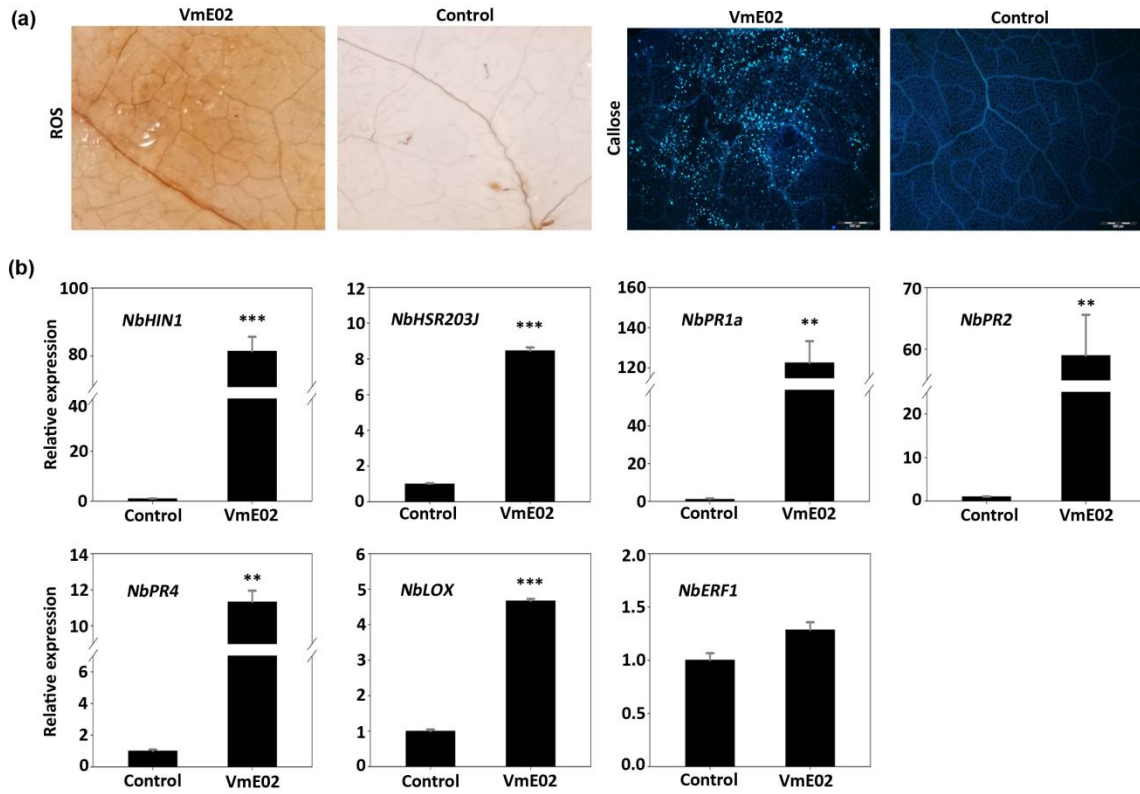 (a)
VmE02
Control
VmE02
Control
ROS
Callose
(b)
Relative expression
100
80
40
20
0
NbHIN1
***
Control
VmE02
12
10
8
6
4
2
0
NbHSR203J
***
Control
VmE02
160
140
120
60
40
20
0
NbPR1a
**
Control
VmE02
70
60
20
10
0
NbPR2
**
Control
VmE02
Relative expression
14
12
10
6
4
2
0
NbPR4
**
Control
VmE02
6
5
4
3
2
1
0
NbLOX
***
Control
VmE02
2.0
1.5
1.0
0.5
0.0
NbERF1
Control
VmE02